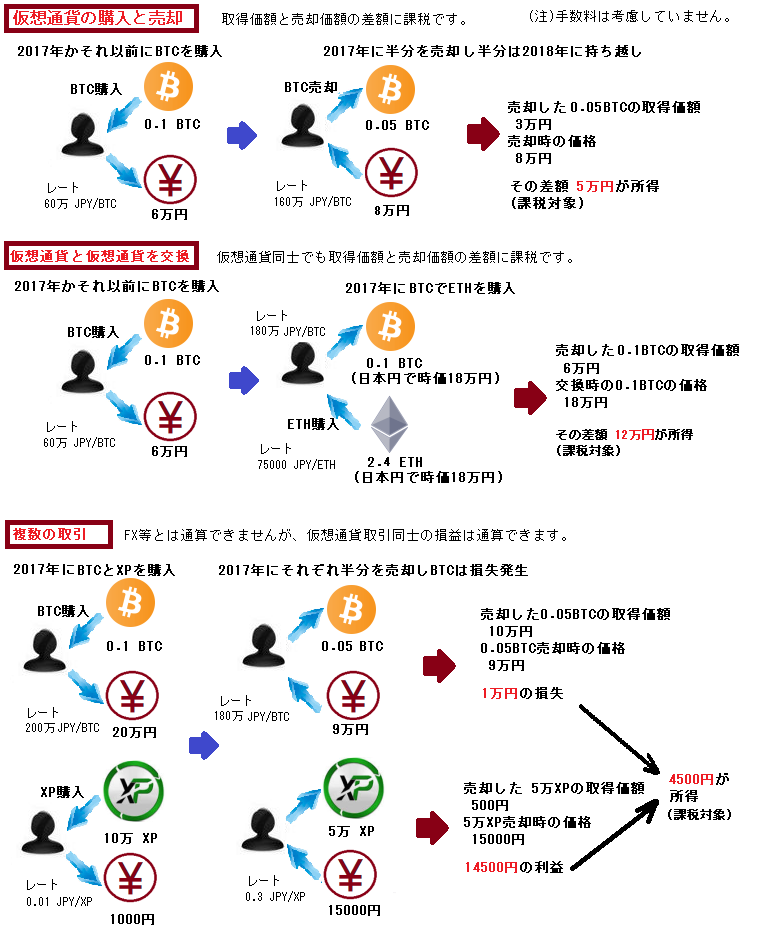 仮想通貨の購入と売却
取得価額と売却価額の差額に課税です。
(注)手数料は考慮していません。
2017年かそれ以前にBTCを購入
BTC購入
0.1 BTC
レート
60万 JPY/BTC
6万円
2017年に半分を売却し半分は2018年に持ち越し
BTC売却
0.05 BTC
レート
160万 JPY/BTC
8万円
売却した0.05BTCの取得価額
3万円
売却時の価格
8万円
その差額 5万円が所得
(課税対象)
仮想通貨と仮想通貨を交換
仮想通貨同士でも取得価額と売却価額の差額に課税です。
2017年かそれ以前にBTCを購入
BTC購入
0.1 BTC
レート
60万 JPY/BTC
6万円
2017年にBTCでETHを購入
レート
180万 JPY/BTC
0.1 BTC
(日本円で時価18万円)
ETH購入
レート
75000 JPY/ETH
2.4 ETH
(日本円で時価18万円)
売却した0.1BTCの取得価額
6万円
交換時の0.1BTCの価格
18万円
その差額 12万円が所得
(課税対象)
複数の取引
FX等とは通算できませんが、仮想通貨取引同士の損益は通算できます。
2017年にBTCとXPを購入
BTC購入
0.1 BTC
レート
200万JPY/BTC
20万円
XP購入
XP
10万 XP
レート
0.01 JPY/XP
1000円
2017年にそれぞれ半分を売却しBTCは損失発生
0.05 BTC
レート
180万 JPY/BTC
9万円
XP
5万 XP
レート
0.3 JPY/XP
15000円
売却した0.05BTCの取得価額
10万円
0.05BTC売却時の価格
9万円
1万円の損失
売却した 5万XPの取得価額
500円
5万XP売却時の価格
15000円
14500円の利益
4500円が
所得
(課税対象)